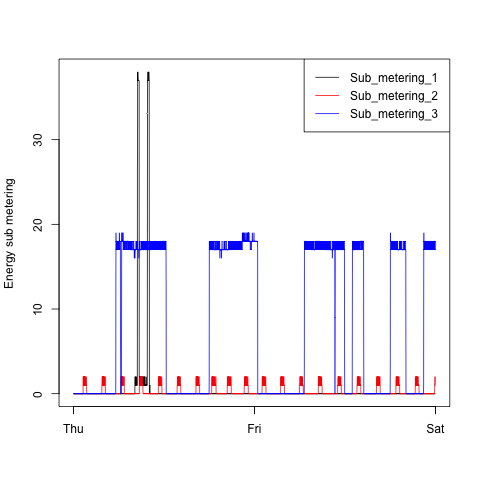 Sub_metering_1
Sub_metering_2
Sub_metering_3
Energy sub metering
30
20
10
0
Thu Fri Sat